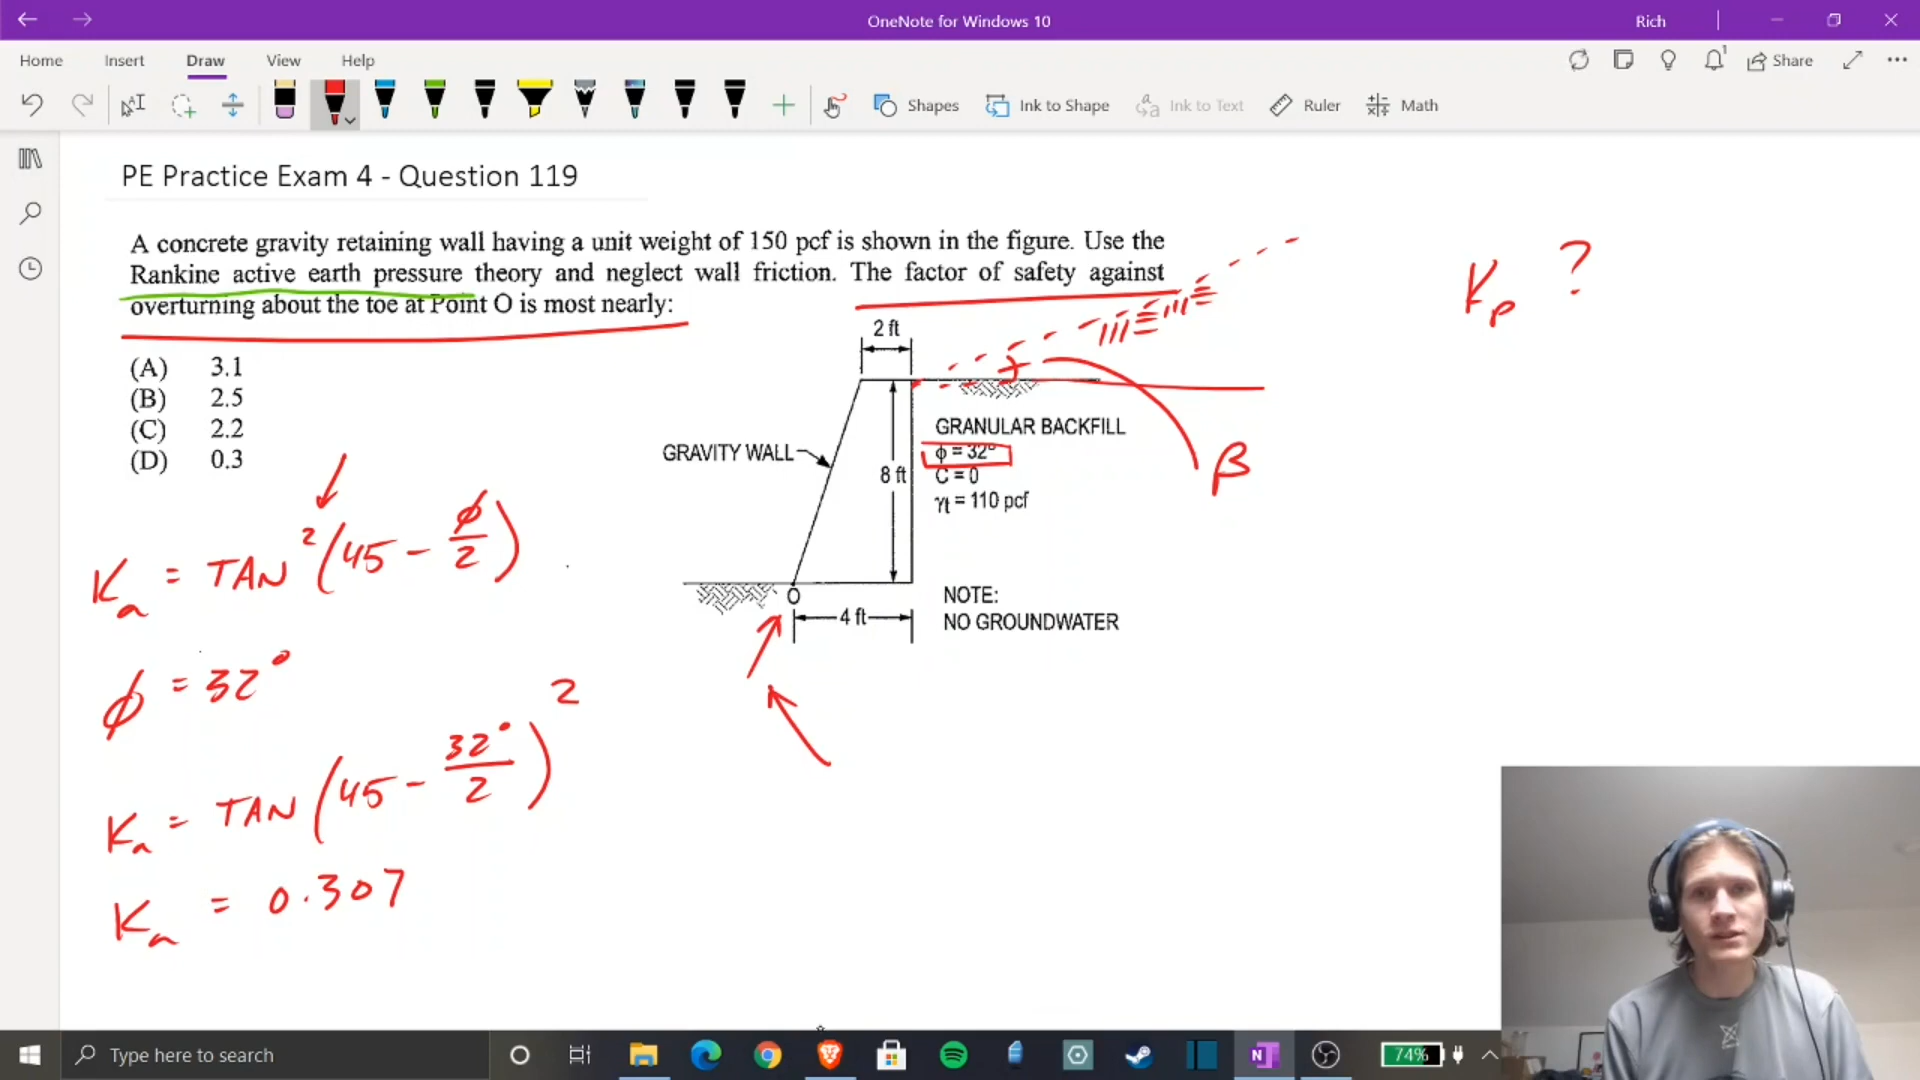 OneNote for Windows 10
Rich
Home Insert Draw View Help
Share
Shapes Ink to Shape Ink to Text Ruler Math
PE Practice Exam 4 - Question 119
A concrete gravity retaining wall having a unit weight of 150 pcf is shown in the figure. Use the
Rankine active earth pressure theory and neglect wall friction. The factor of safety against
overturning about the toe at Point O is most nearly:
(A) 3.1
(B) 2.5
(C) 2.2
(D) 0.3
2 ft
GRAVITY WALL
8 ft
GRANULAR BACKFILL
ϕ = 32°
C = 0
γt = 110 pcf
O
4 ft
NOTE:
NO GROUNDWATER
Kp ?
β
Ka = TAN²(45 - ϕ/2)
ϕ = 32°
Ka = TAN(45 - 32°/2)²
Ka = 0.307
Type here to search
74%